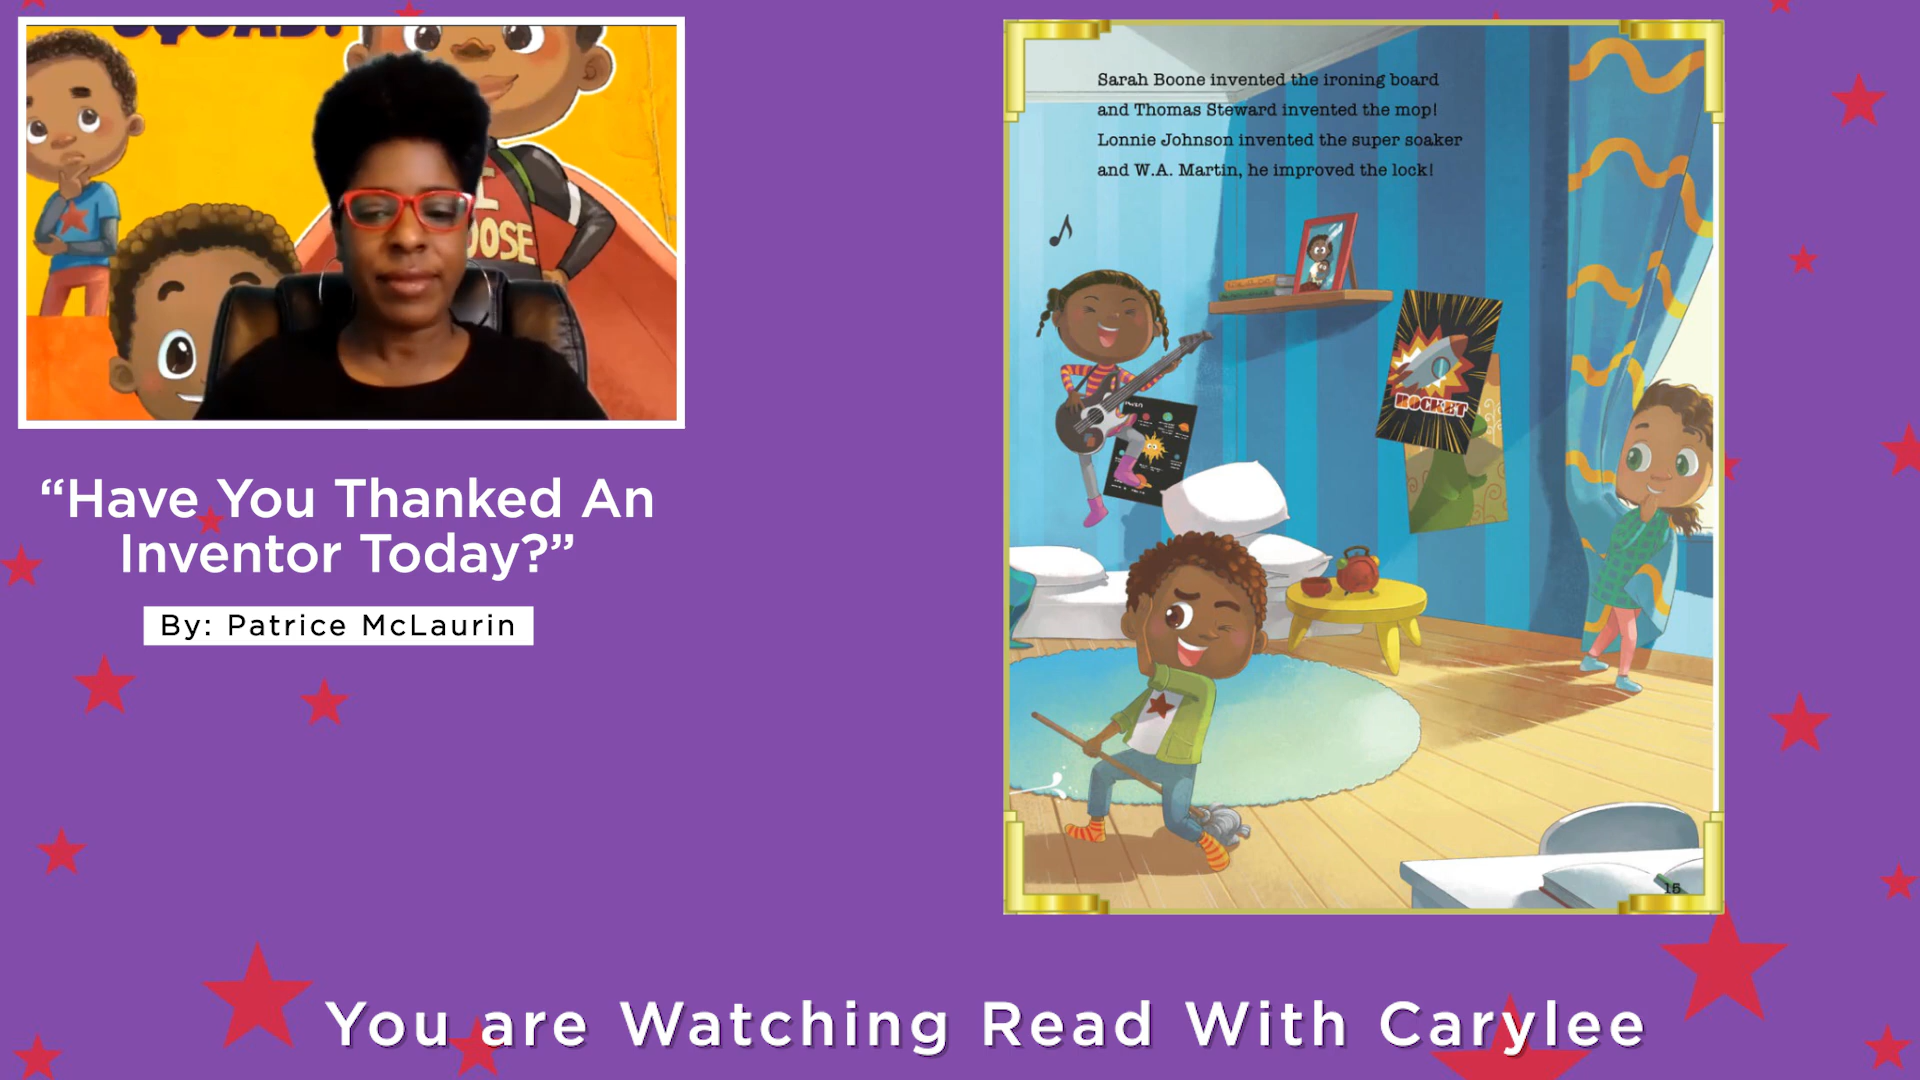 SQUAD!
“Have You Thanked An
Inventor Today?”
By: Patrice McLaurin
Sarah Boone invented the ironing board
and Thomas Steward invented the mop!
Lonnie Johnson invented the super soaker
and W.A. Martin, he improved the lock!
ROCKET
15
You are Watching Read With Carylee